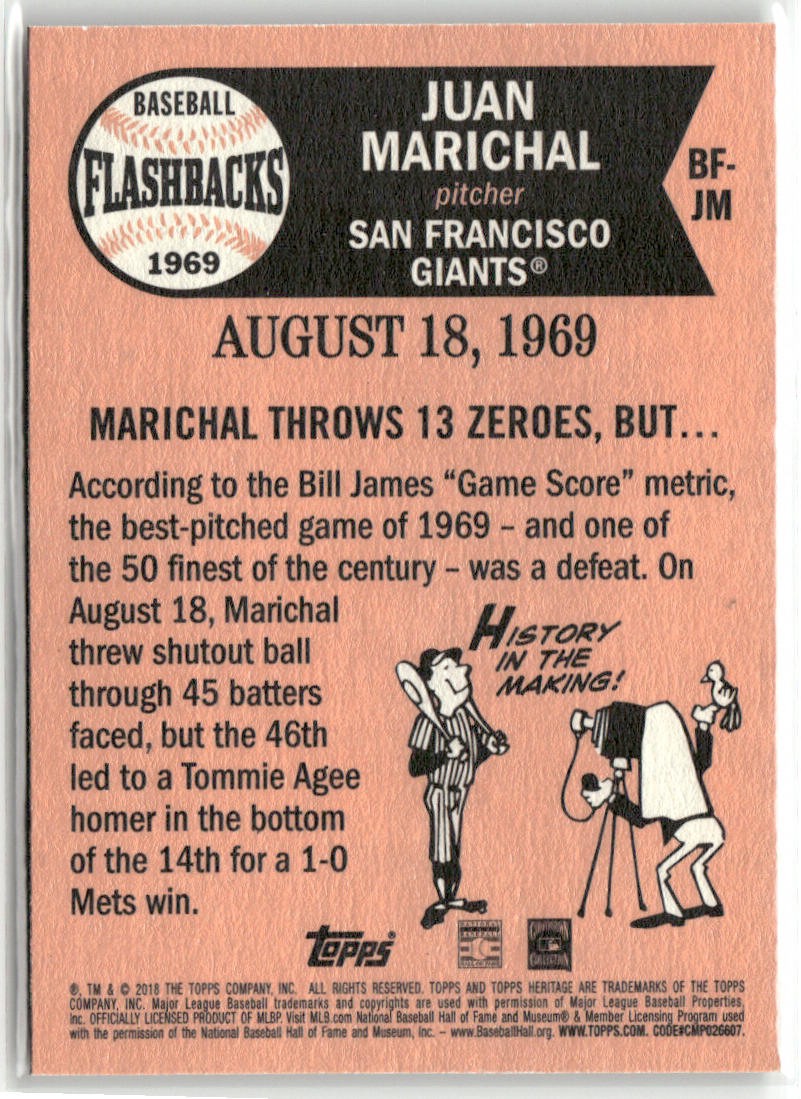 BASEBALL
FLASHBACKS
1969
JUAN
MARICHAL
pitcher
SAN FRANCISCO
GIANTS®
BF-
JM
AUGUST 18, 1969
MARICHAL THROWS 13 ZEROES, BUT...
According to the Bill James “Game Score” metric,
the best-pitched game of 1969 – and one of
the 50 finest of the century – was a defeat. On
August 18, Marichal
threw shutout ball
through 45 batters
faced, but the 46th
led to a Tommie Agee
homer in the bottom
of the 14th for a 1-0
Mets win.
HISTORY
IN THE
MAKING!
topps®
®, TM & © 2018 THE TOPPS COMPANY, INC. ALL RIGHTS RESERVED. TOPPS AND TOPPS HERITAGE ARE TRADEMARKS OF THE TOPPS
COMPANY, INC. Major League Baseball trademarks and copyrights are used with permission of Major League Baseball Properties,
Inc. OFFICIALLY LICENSED PRODUCT OF MLBP. Visit MLB.com National Baseball Hall of Fame and Museum® & Member Licensing Program used
with the permission of the National Baseball Hall of Fame and Museum, Inc. – www.BaseballHall.org. WWW.TOPPS.COM. CODE#CMP026607.